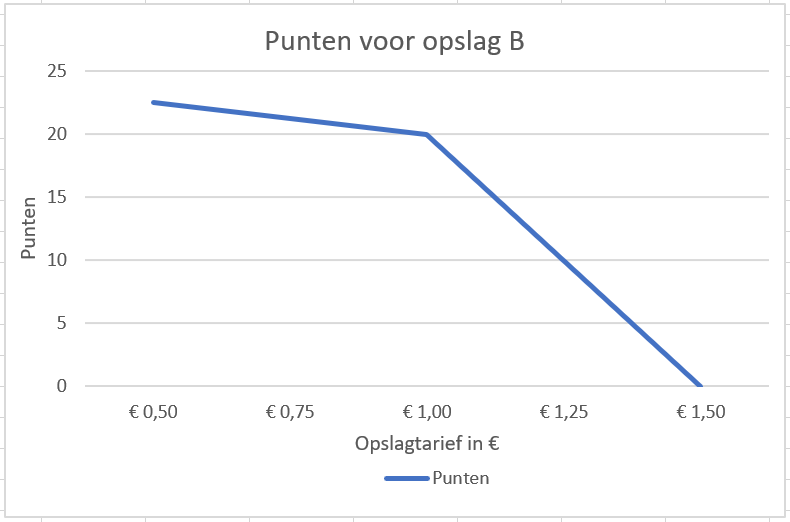 Punten voor opslag B
25
20
15
10
5
0
Punten
€ 0,50 € 0,75 € 1,00 € 1,25 € 1,50
Opslagtarief in €
Punten